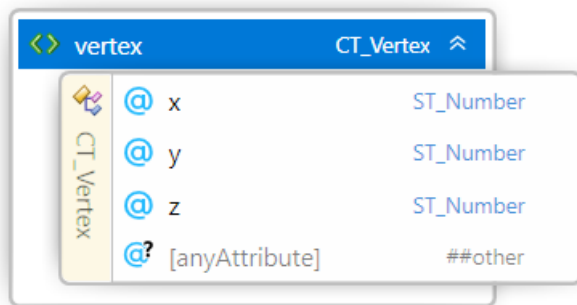 vertex CT_Vertex
CT_Vertex
@ x ST_Number
@ y ST_Number
@ z ST_Number
@? [anyAttribute] ##other